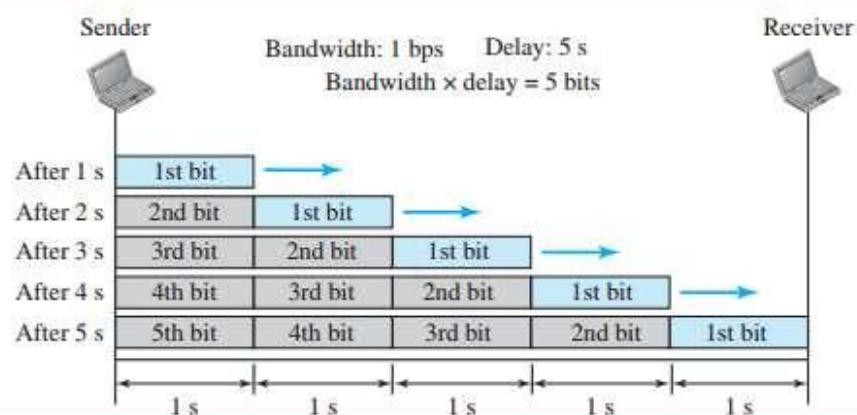 Sender
Receiver
Bandwidth: 1 bps Delay: 5 s
Bandwidth × delay = 5 bits
After 1 s 1st bit
After 2 s 2nd bit 1st bit
After 3 s 3rd bit 2nd bit 1st bit
After 4 s 4th bit 3rd bit 2nd bit 1st bit
After 5 s 5th bit 4th bit 3rd bit 2nd bit 1st bit
1 s 1 s 1 s 1 s 1 s